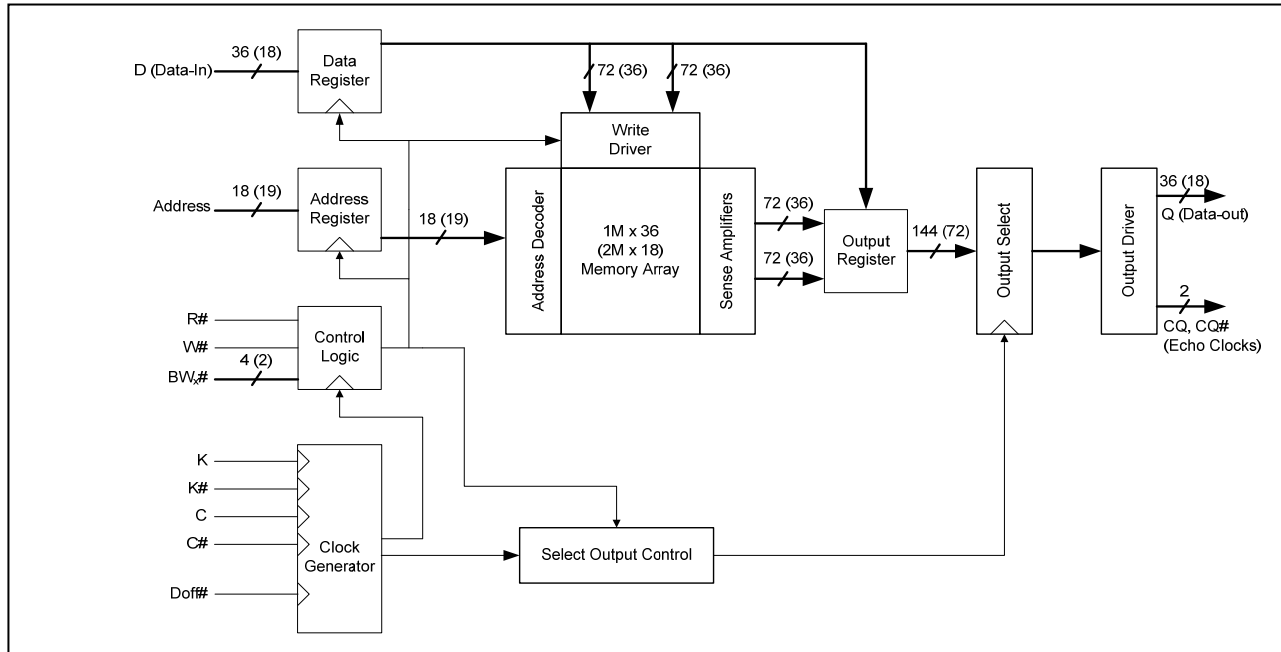 36 (18)
D (Data-In)
Data
Register
72 (36)
72 (36)
Write
Driver
18 (19)
Address
Address
Register
18 (19)
Address Decoder
1M x 36
(2M x 18)
Memory Array
Sense Amplifiers
72 (36)
72 (36)
Output
Register
144 (72)
Output Select
Output Driver
36 (18)
Q (Data-out)
2
CQ, CQ#
(Echo Clocks)
R#
W#
4 (2)
BWx#
Control
Logic
K
K#
C
C#
Doff#
Clock
Generator
Select Output Control